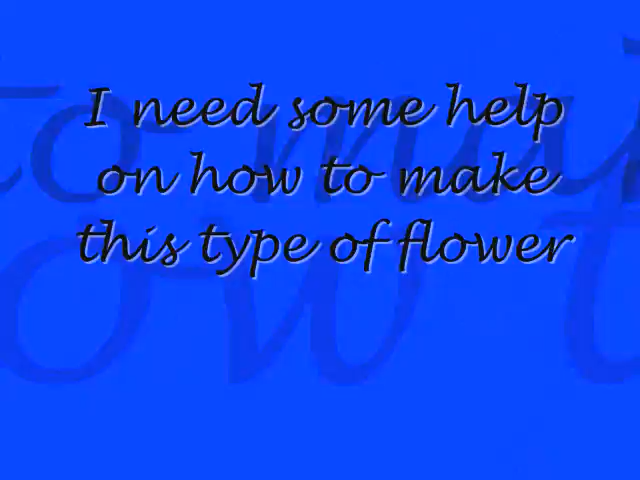 I need some help
on how to make
this type of flower